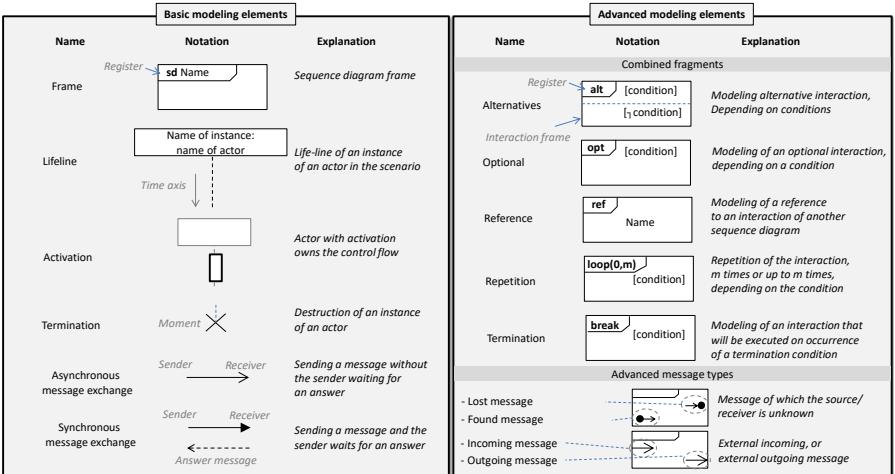 Basic modeling elements
Name Notation Explanation
Frame
Register
sd Name
Sequence diagram frame
Lifeline
Name of instance:
name of actor
Time axis
Life-line of an instance
of an actor in the scenario
Activation
Actor with activation
owns the control flow
Termination
Moment
Destruction of an instance
of an actor
Asynchronous
message exchange
Sender Receiver
Sending a message without
the sender waiting for
an answer
Synchronous
message exchange
Sender Receiver
Answer message
Sending a message and the
sender waits for an answer
Advanced modeling elements
Name Notation Explanation
Combined fragments
Alternatives
Register
Interaction frame
alt [condition]
[┐condition]
Modeling alternative interaction,
Depending on conditions
Optional
opt [condition]
Modeling of an optional interaction,
depending on a condition
Reference
ref
Name
Modeling of a reference
to an interaction of another
sequence diagram
Repetition
loop(0,m)
[condition]
Repetition of the interaction,
m times or up to m times,
depending on the condition
Termination
break
[condition]
Modeling of an interaction that
will be executed on occurrence
of a termination condition
Advanced message types
- Lost message
- Found message
Message of which the source/
receiver is unknown
- Incoming message
- Outgoing message
External incoming, or
external outgoing message